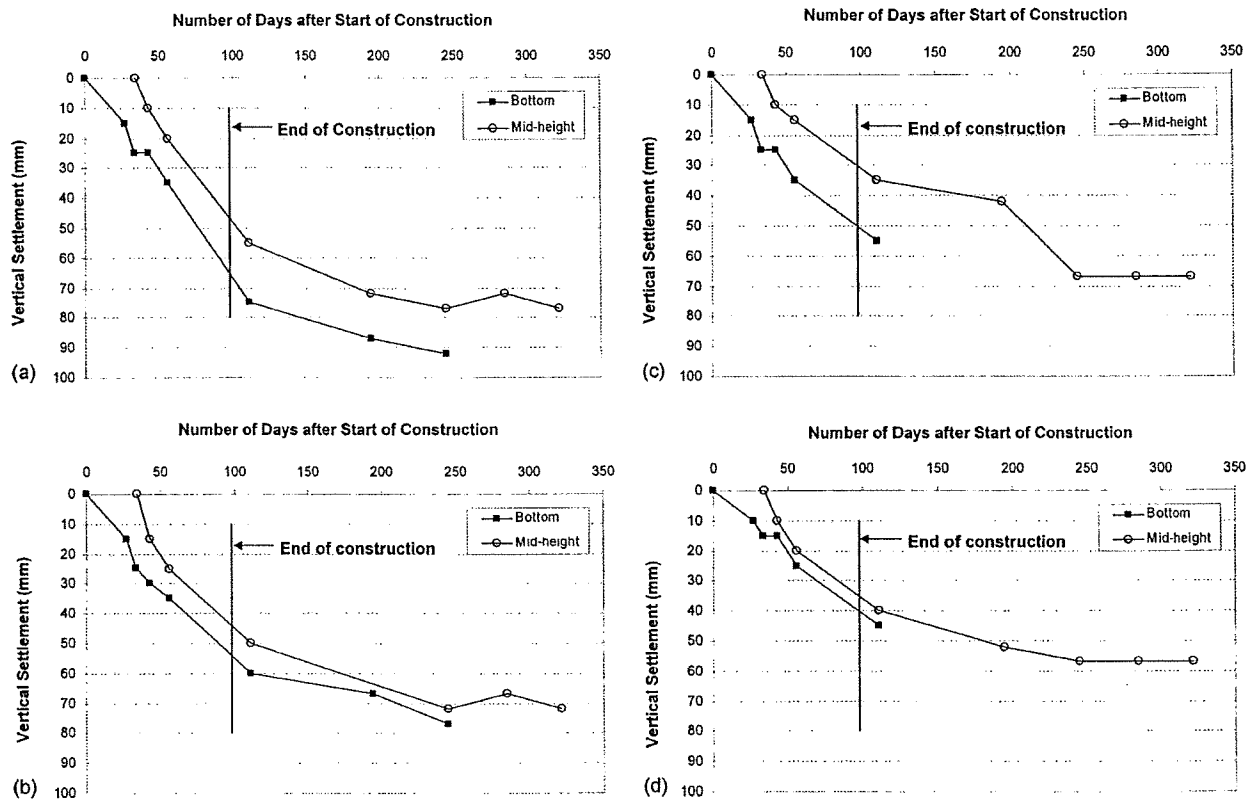 Number of Days after Start of Construction
0 50 100 150 200 250 300 350
0
10
20
30
40
50
60
70
80
90
100
Vertical Settlement (mm)
Bottom
Mid-height
End of Construction
(a)
Number of Days after Start of Construction
0 50 100 150 200 250 300 350
0
10
20
30
40
50
60
70
80
90
100
Vertical Settlement (mm)
Bottom
Mid-height
End of construction
(c)
Number of Days after Start of Construction
0 50 100 150 200 250 300 350
0
10
20
30
40
50
60
70
80
90
100
Vertical Settlement (mm)
Bottom
Mid-height
End of construction
(b)
Number of Days after Start of Construction
0 50 100 150 200 250 300 350
0
10
20
30
40
50
60
70
80
90
100
Vertical Settlement (mm)
Bottom
Mid-height
End of construction
(d)